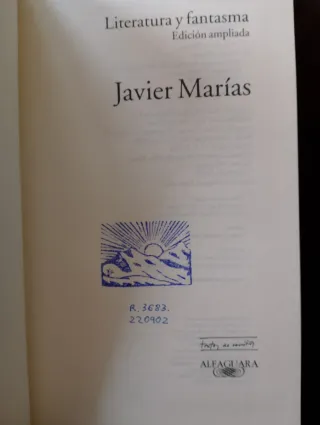 Literatura y fantasma
Edición ampliada
Javier Marías
R. 3683.
220902
ALFAGUARA